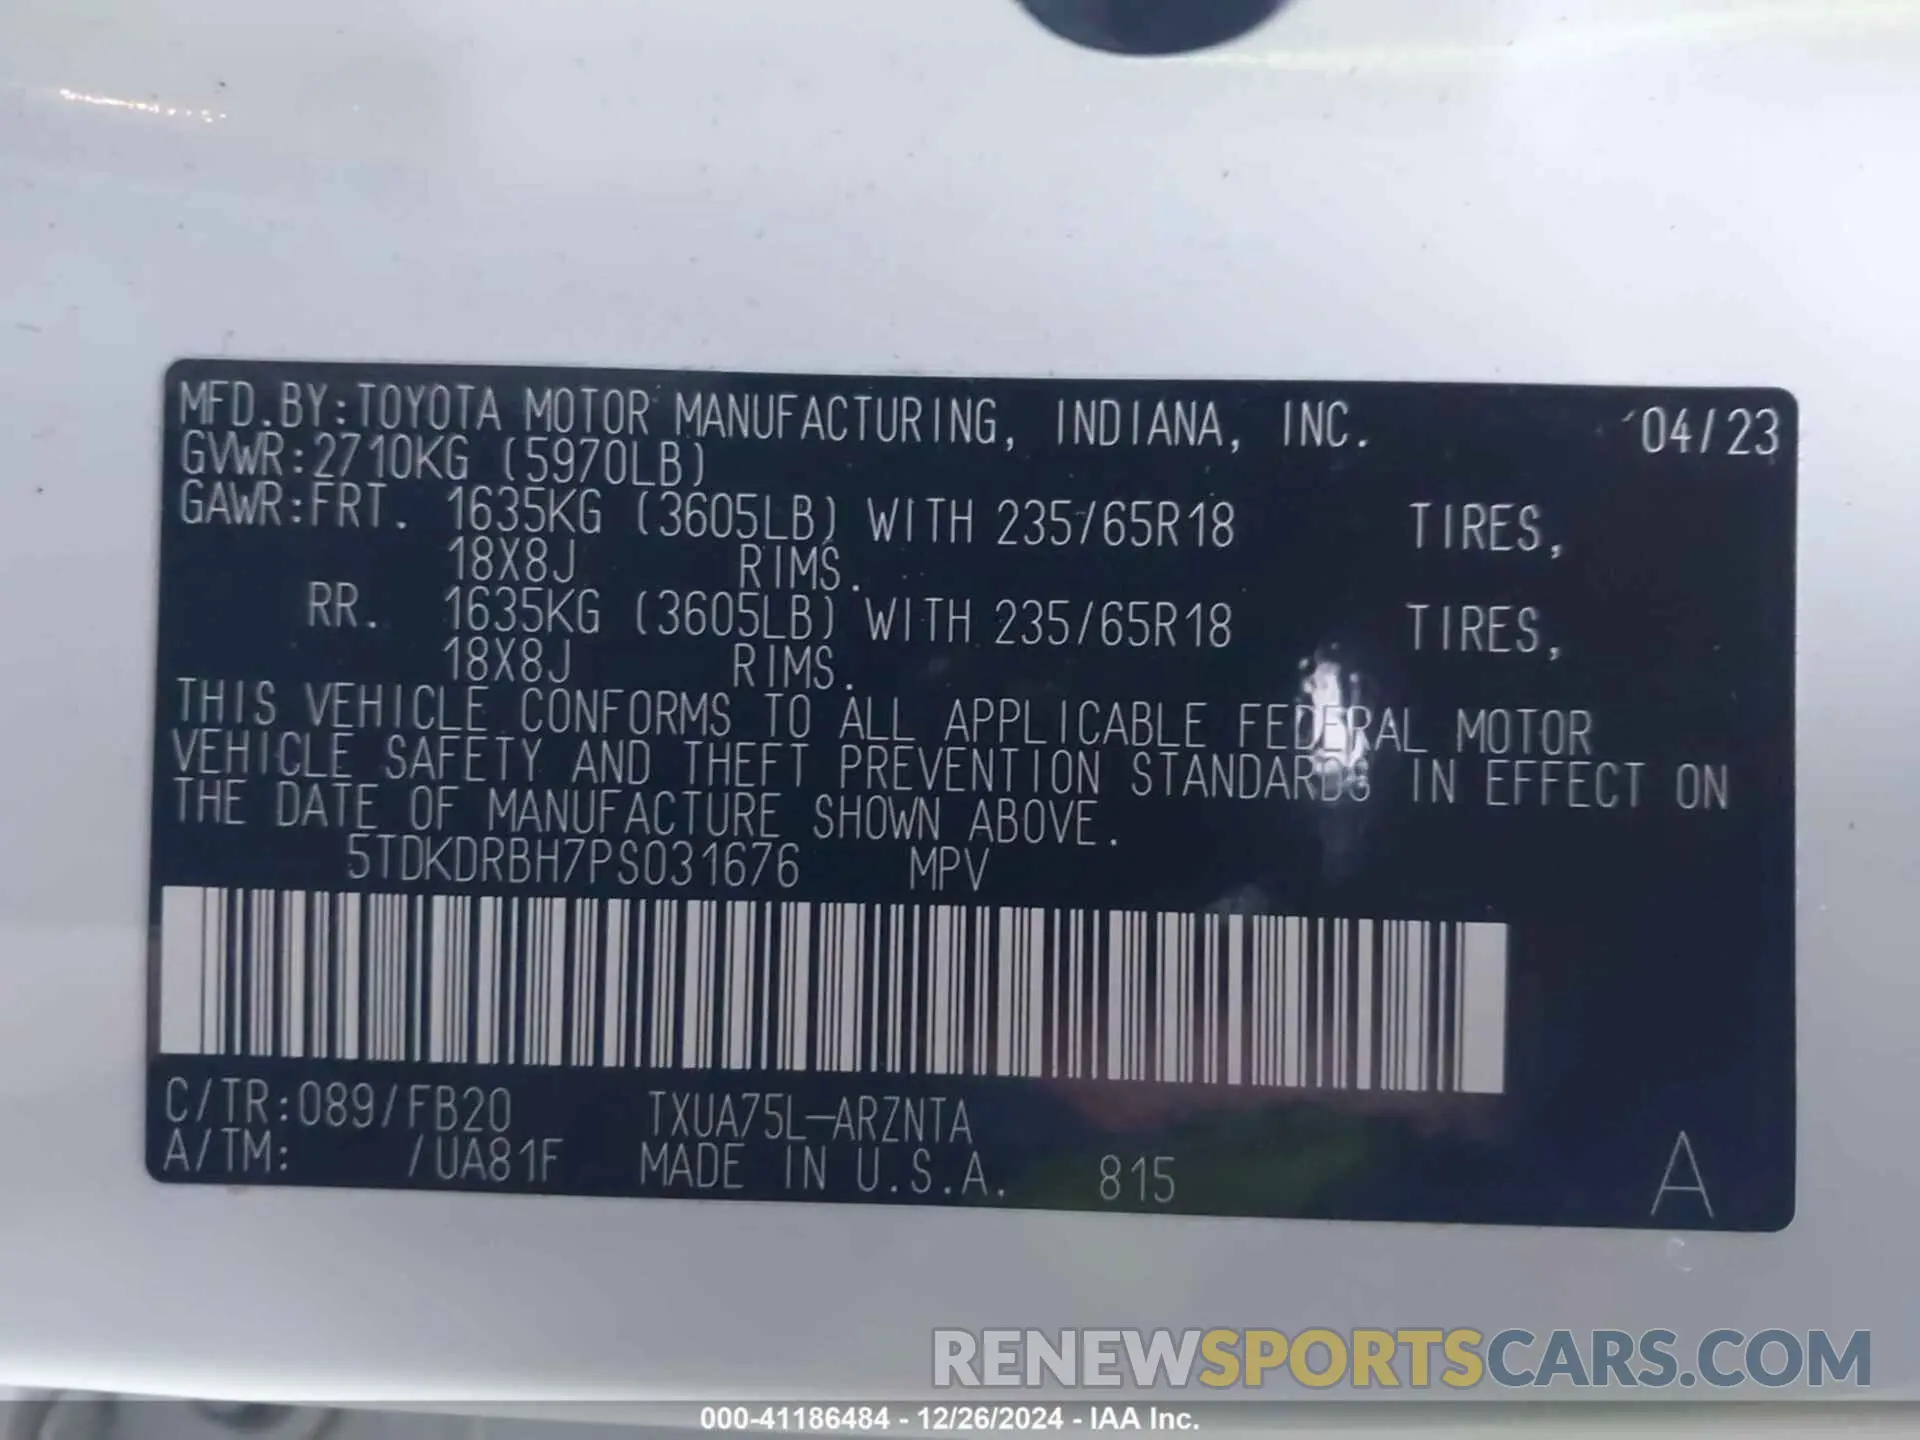 MFD.BY:TOYOTA MOTOR MANUFACTURING, INDIANA, INC. 04/23
GVWR:2710KG (5970LB)
GAWR:FRT. 1635KG (3605LB) WITH 235/65R18 TIRES,
18X8J RIMS.
RR. 1635KG (3605LB) WITH 235/65R18 TIRES,
18X8J RIMS.
THIS VEHICLE CONFORMS TO ALL APPLICABLE FEDERAL MOTOR
VEHICLE SAFETY AND THEFT PREVENTION STANDARDS IN EFFECT ON
THE DATE OF MANUFACTURE SHOWN ABOVE.
5TDKDRBH7PS031676 MPV
C/TR:089/FB20 TXUA75L-ARZNTA
A/TM: /UA81F MADE IN U.S.A. 815 A
RENEWSPORTSCARS.COM
000-41186484 - 12/26/2024 - IAA Inc.